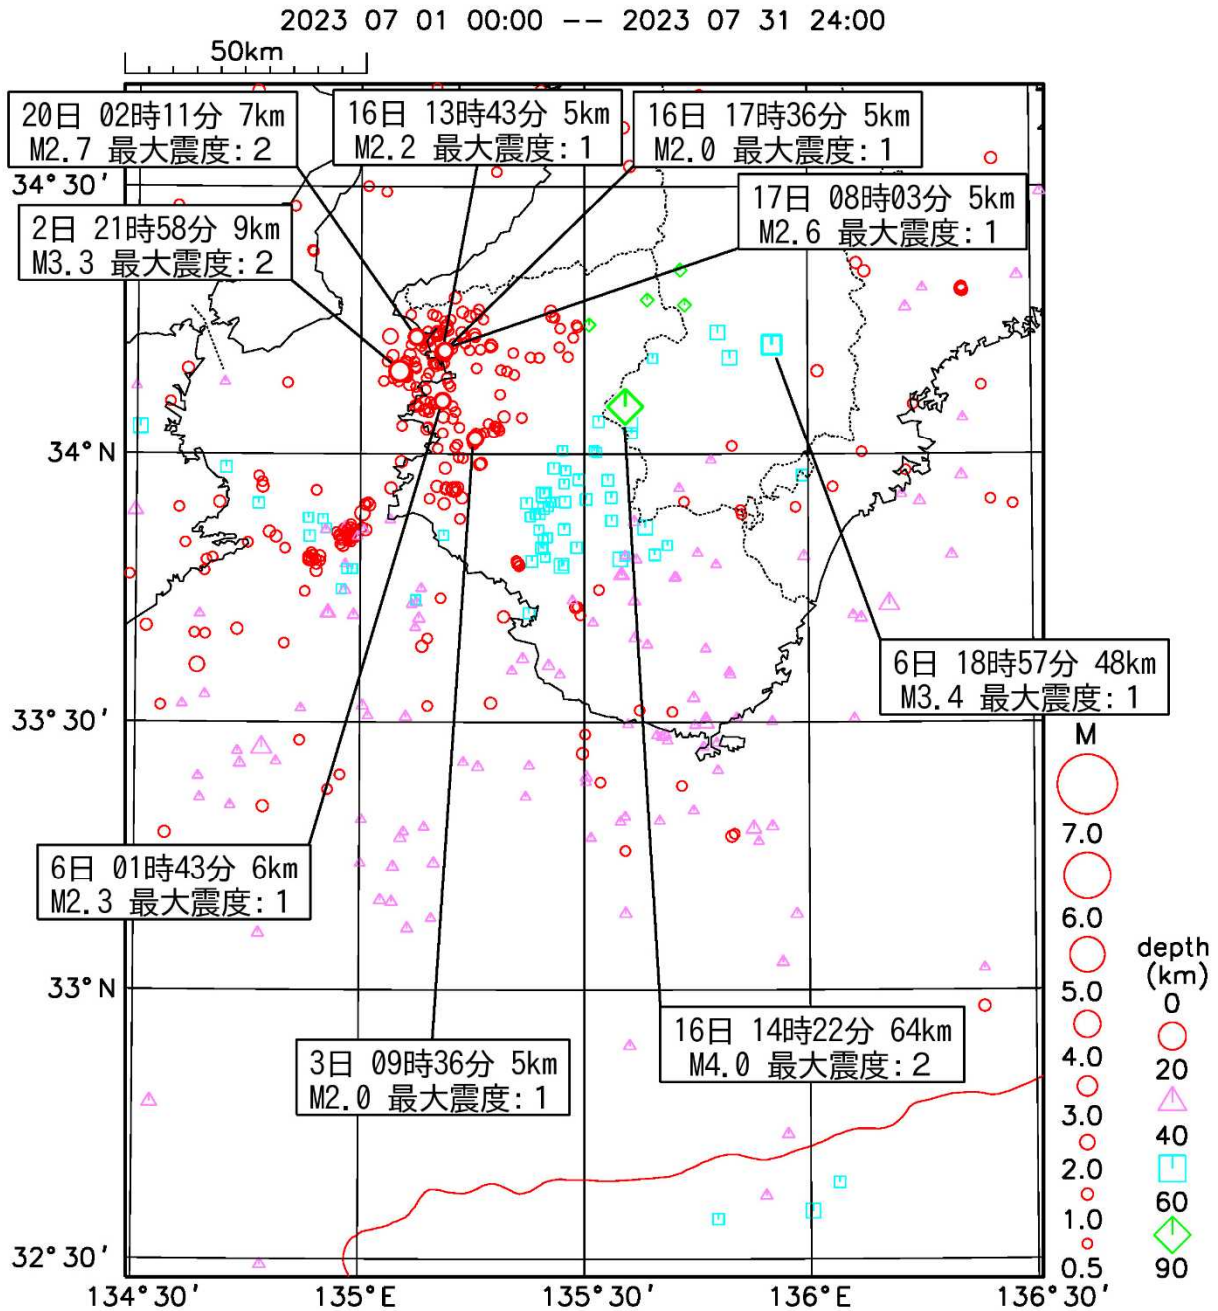 2023 07 01 00:00 -- 2023 07 31 24:00
50km
20日 02時11分 7km
M2.7 最大震度: 2
16日 13時43分 5km
M2.2 最大震度: 1
16日 17時36分 5km
M2.0 最大震度: 1
34°30′
17日 08時03分 5km
M2.6 最大震度: 1
2日 21時58分 9km
M3.3 最大震度: 2
34°N
6日 18時57分 48km
M3.4 最大震度: 1
33°30′
6日 01時43分 6km
M2.3 最大震度: 1
33°N
3日 09時36分 5km
M2.0 最大震度: 1
16日 14時22分 64km
M4.0 最大震度: 2
32°30′
134°30′
135°E
135°30′
136°E
136°30′
M
7.0
6.0
5.0
4.0
3.0
2.0
1.0
0.5
depth
(km)
0
20
40
60
90